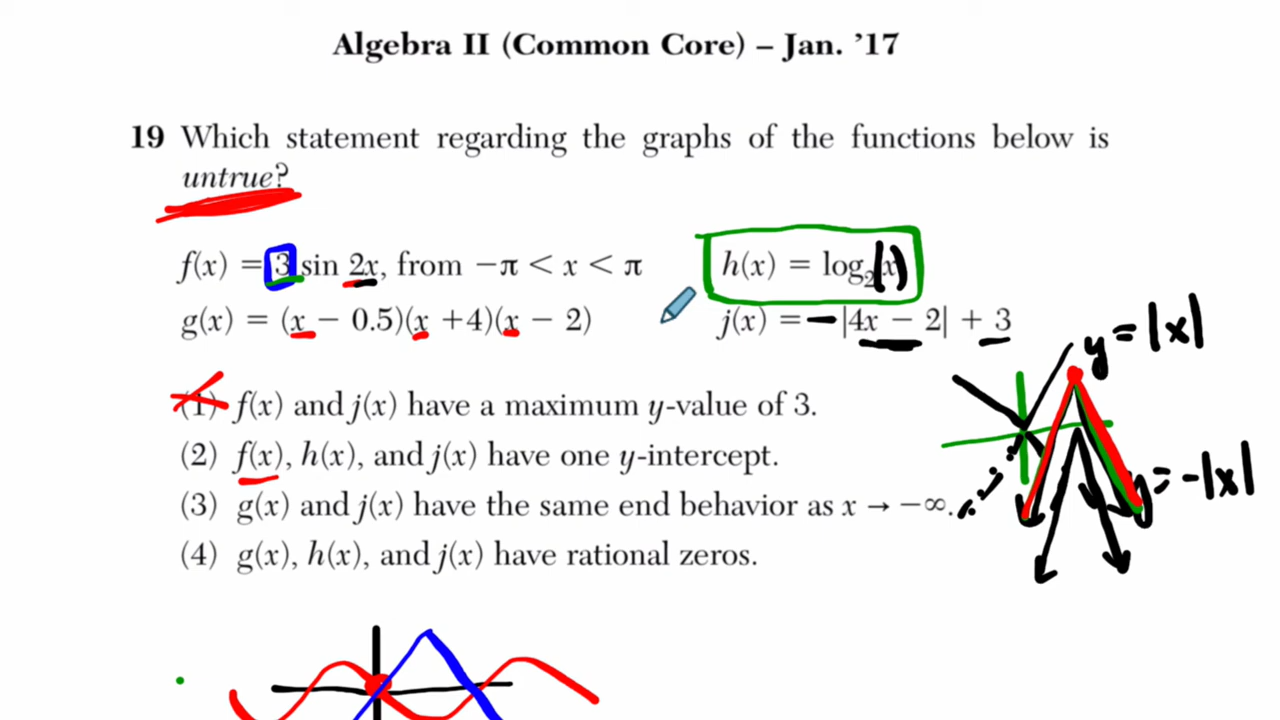 Algebra II (Common Core) – Jan. ’17
19 Which statement regarding the graphs of the functions below is
untrue?
f(x) = 3 sin 2x, from −π < x < π
h(x) = log₂(x)
g(x) = (x − 0.5)(x +4)(x − 2)
j(x) = −|4x − 2| + 3
y = |x|
(1) f(x) and j(x) have a maximum y-value of 3.
(2) f(x), h(x), and j(x) have one y-intercept.
y = -|x|
(3) g(x) and j(x) have the same end behavior as x → −∞.
(4) g(x), h(x), and j(x) have rational zeros.